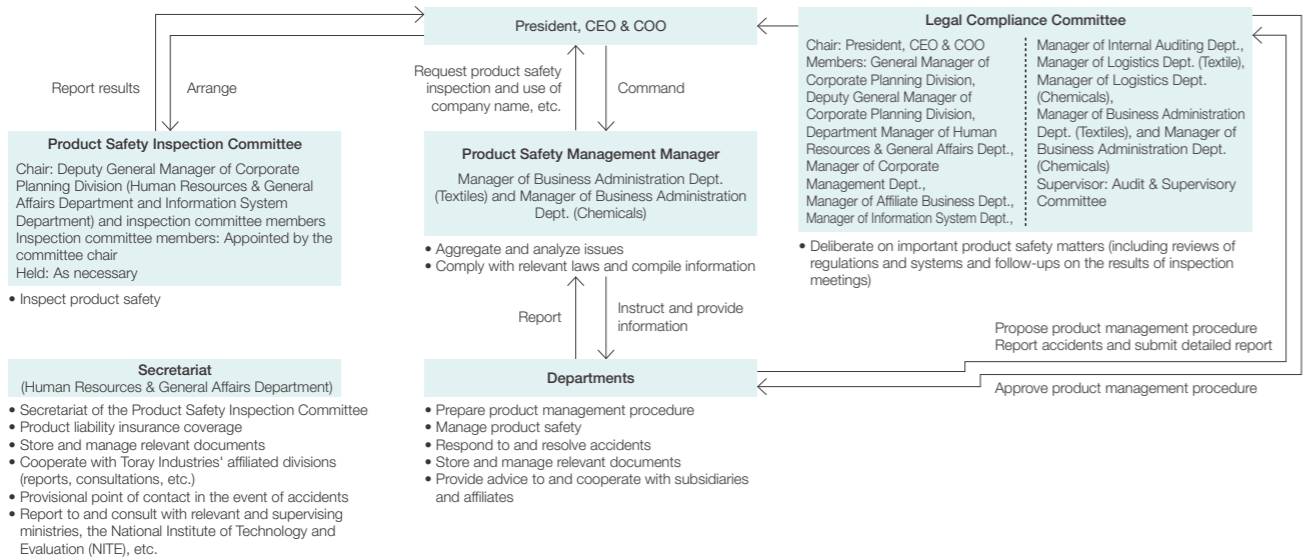 President, CEO & COO
Report results
Arrange
Request product safety
inspection and use of
company name, etc.
Command
Product Safety Inspection Committee
Chair: Deputy General Manager of Corporate
Planning Division (Human Resources & General
Affairs Department and Information System
Department) and inspection committee members
Inspection committee members: Appointed by the
committee chair
Held: As necessary
• Inspect product safety
Product Safety Management Manager
Manager of Business Administration Dept.
(Textiles) and Manager of Business Administration
Dept. (Chemicals)
• Aggregate and analyze issues
• Comply with relevant laws and compile information
Legal Compliance Committee
Chair: President, CEO & COO
Members: General Manager of
Corporate Planning Division,
Deputy General Manager of
Corporate Planning Division,
Department Manager of Human
Resources & General Affairs Dept.,
Manager of Corporate
Management Dept.,
Manager of Affiliate Business Dept.,
Manager of Information System Dept.,
Manager of Internal Auditing Dept.,
Manager of Logistics Dept. (Textile),
Manager of Logistics Dept.
(Chemicals),
Manager of Business Administration
Dept. (Textiles), and Manager of
Business Administration Dept.
(Chemicals)
Supervisor: Audit & Supervisory
Committee
• Deliberate on important product safety matters (including reviews of
regulations and systems and follow-ups on the results of inspection
meetings)
Report
Instruct and provide
information
Propose product management procedure
Report accidents and submit detailed report
Approve product management procedure
Secretariat
(Human Resources & General Affairs Department)
• Secretariat of the Product Safety Inspection Committee
• Product liability insurance coverage
• Store and manage relevant documents
• Cooperate with Toray Industries' affiliated divisions
(reports, consultations, etc.)
• Provisional point of contact in the event of accidents
• Report to and consult with relevant and supervising
ministries, the National Institute of Technology and
Evaluation (NITE), etc.
Departments
• Prepare product management procedure
• Manage product safety
• Respond to and resolve accidents
• Store and manage relevant documents
• Provide advice to and cooperate with subsidiaries
and affiliates